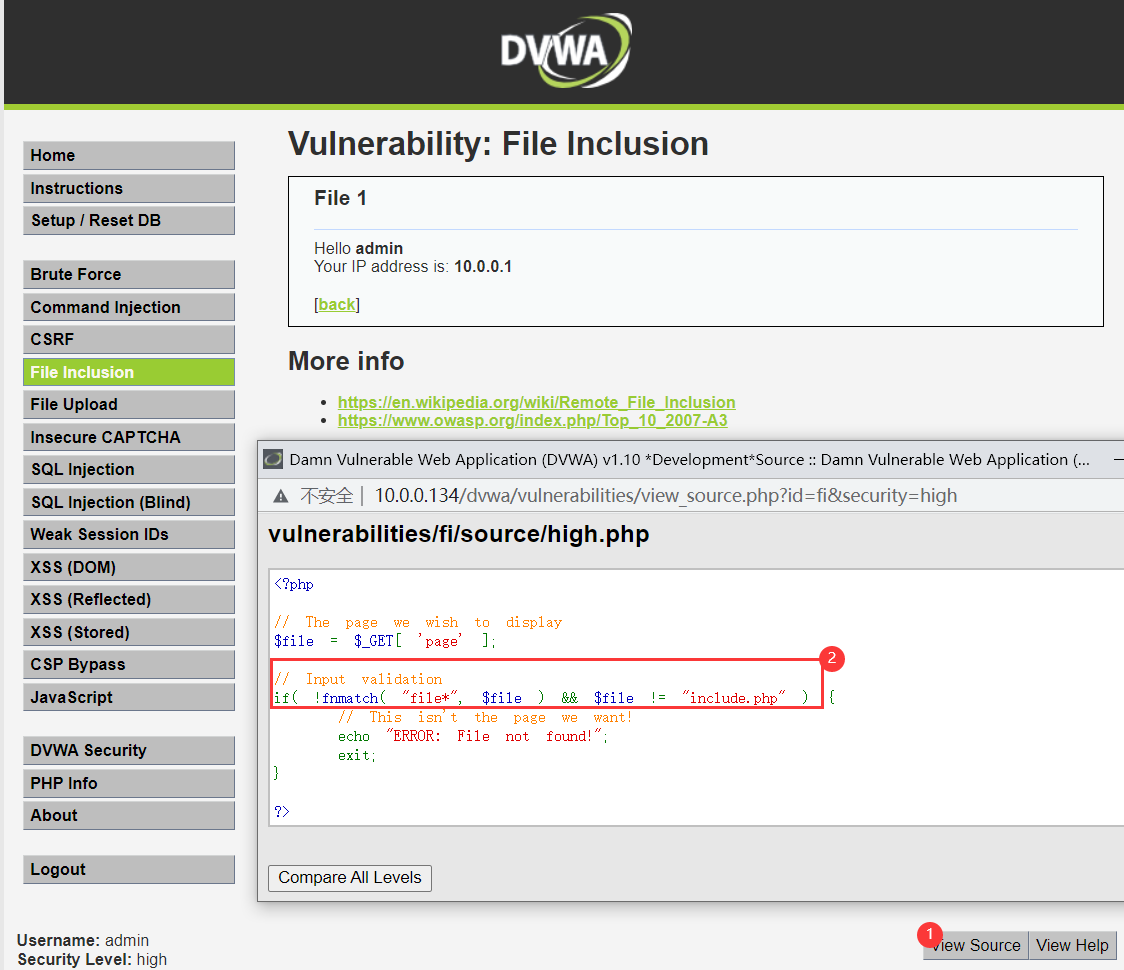 DVWA
Home
Instructions
Setup / Reset DB
Brute Force
Command Injection
CSRF
File Inclusion
File Upload
Insecure CAPTCHA
SQL Injection
SQL Injection (Blind)
Weak Session IDs
XSS (DOM)
XSS (Reflected)
XSS (Stored)
CSP Bypass
JavaScript
DVWA Security
PHP Info
About
Logout
Vulnerability: File Inclusion
File 1
Hello admin
Your IP address is: 10.0.0.1
[back]
More info
https://en.wikipedia.org/wiki/Remote_File_Inclusion
https://www.owasp.org/index.php/Top_10_2007-A3
Damn Vulnerable Web Application (DVWA) v1.10 *Development*Source :: Damn Vulnerable Web Application (...
不安全 | 10.0.0.134/dvwa/vulnerabilities/view_source.php?id=fi&security=high
vulnerabilities/fi/source/high.php
<?php
// The page we wish to display
$file = $_GET[ 'page' ];
2
// Input validation
if( !fnmatch( "file*", $file ) && $file != "include.php" ) {
// This isn't the page we want!
echo "ERROR: File not found!";
exit;
}
?>
Compare All Levels
1
View Source
View Help
Username: admin
Security Level: high